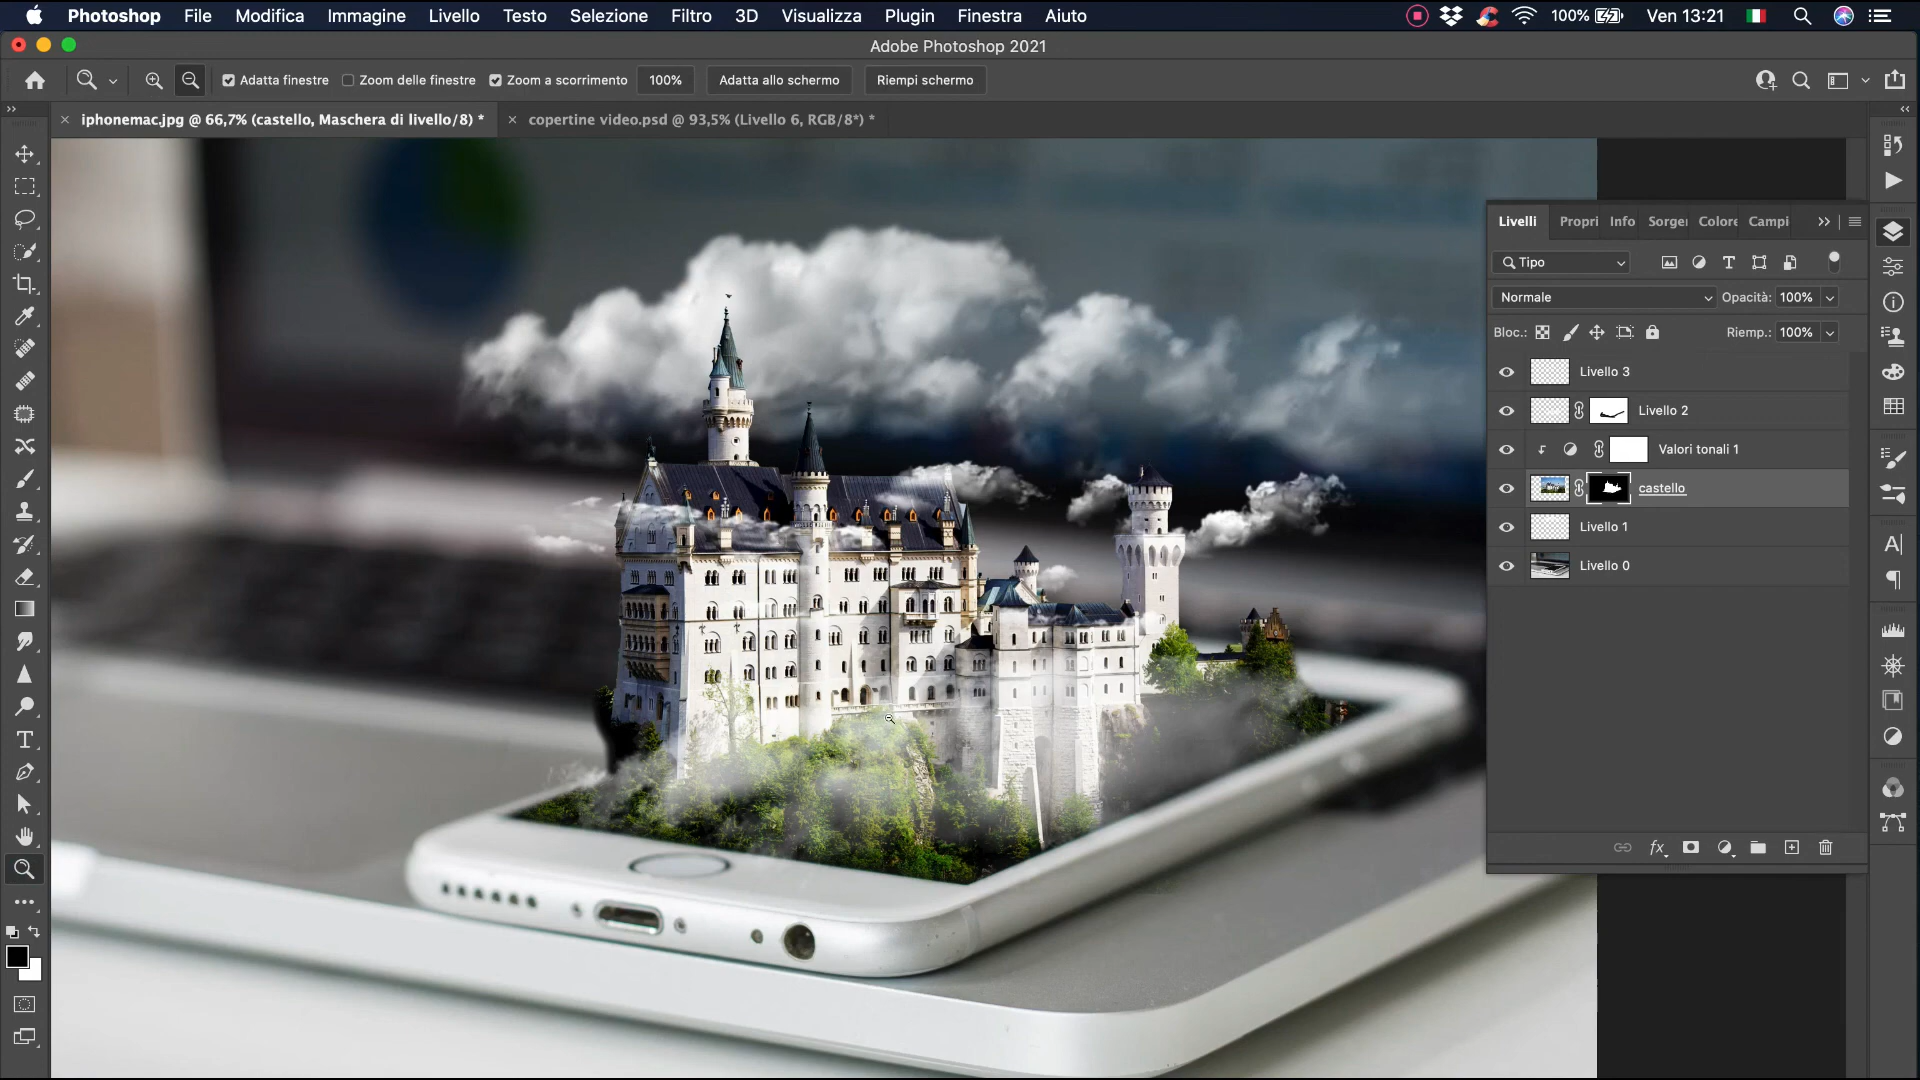 Photoshop File Modifica Immagine Livello Testo Selezione Filtro 3D Visualizza Plugin Finestra Aiuto 100% Ven 13:21
Adobe Photoshop 2021
Adatta finestre Zoom delle finestre Zoom a scorrimento 100% Adatta allo schermo Riempi schermo
iphonemac.jpg @ 66,7% (castello, Maschera di livello/8) * copertine video.psd @ 93,5% (Livello 6, RGB/8*) *
Livelli Propri Info Sorger Colore Campi
Tipo
Normale Opacità: 100%
Bloc.: Riemp.: 100%
Livello 3
Livello 2
Valori tonali 1
castello
Livello 1
Livello 0
fx